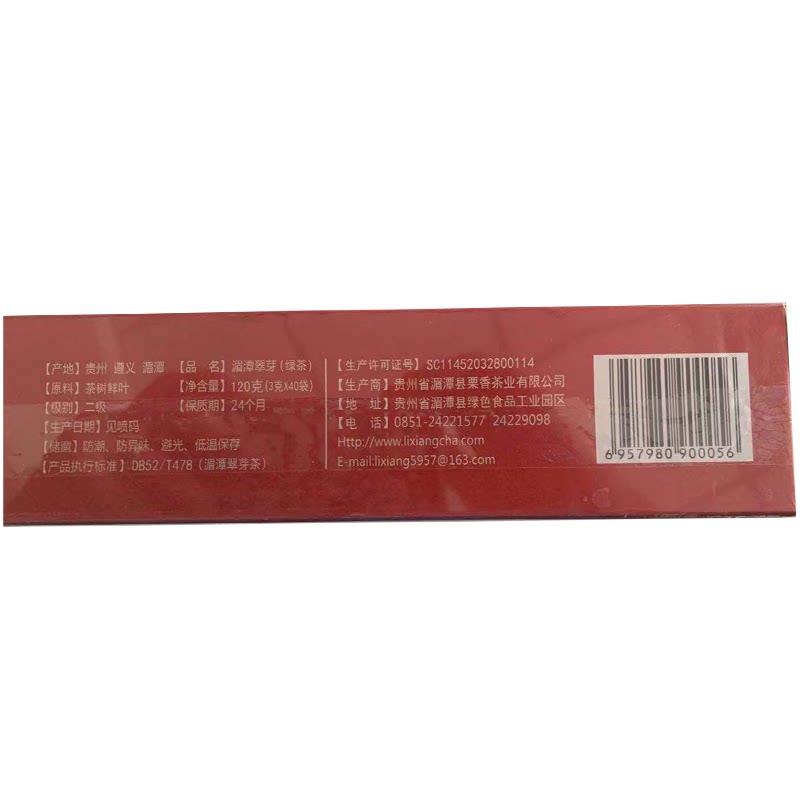 【产地】贵州 遵义 湄潭 【品 名】湄潭翠芽(绿茶)
【原料】茶树鲜叶 【净含量】120克(3克X40袋)
【级别】二级 【保质期】24个月
【生产日期】见喷码
【储藏】防潮、防异味、避光、低温保存
【产品执行标准】DB52/T478(湄潭翠芽茶)
【生产许可证号】SC11452032800114
【生产商】贵州省湄潭县栗香茶业有限公司
【地 址】贵州省湄潭县绿色食品工业园区
【电 话】0851-24221577 24229098
Http://www.lixiangcha.com
E-mail:lixiang5957@163.com
6 957980 900056